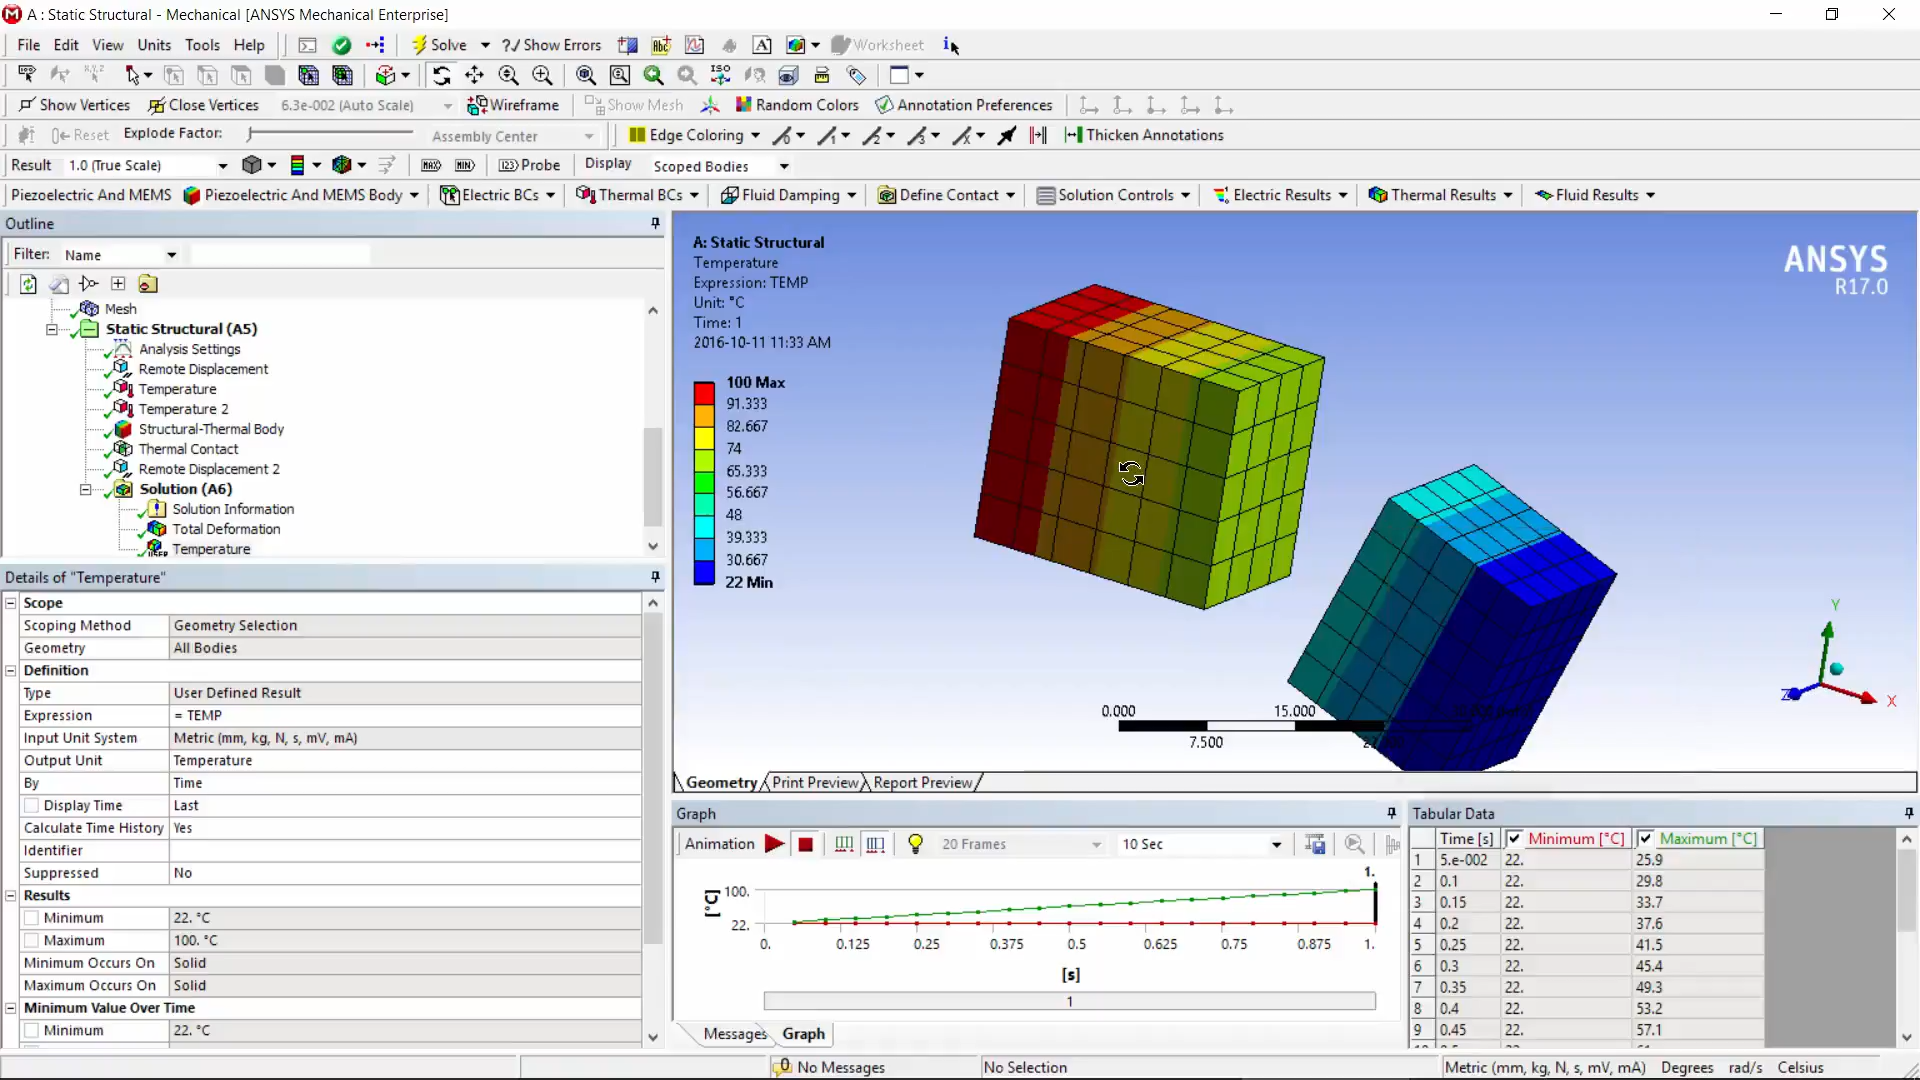 A : Static Structural - Mechanical [ANSYS Mechanical Enterprise]
File Edit View Units Tools Help Solve ?/ Show Errors Worksheet
Show Vertices Close Vertices 6.3e-002 (Auto Scale) Wireframe Show Mesh Random Colors Annotation Preferences
Reset Explode Factor: Assembly Center Edge Coloring Thicken Annotations
Result 1.0 (True Scale) MAX MIN Probe Display Scoped Bodies
Piezoelectric And MEMS Piezoelectric And MEMS Body Electric BCs Thermal BCs Fluid Damping Define Contact Solution Controls Electric Results Thermal Results Fluid Results
Outline
Filter: Name
Mesh
Static Structural (A5)
Analysis Settings
Remote Displacement
Temperature
Temperature 2
Structural-Thermal Body
Thermal Contact
Remote Displacement 2
Solution (A6)
Solution Information
Total Deformation
Temperature
Details of "Temperature"
Scope
Scoping Method Geometry Selection
Geometry All Bodies
Definition
Type User Defined Result
Expression = TEMP
Input Unit System Metric (mm, kg, N, s, mV, mA)
Output Unit Temperature
By Time
Display Time Last
Calculate Time History Yes
Identifier
Suppressed No
Results
Minimum 22. °C
Maximum 100. °C
Minimum Occurs On Solid
Maximum Occurs On Solid
Minimum Value Over Time
Minimum 22. °C
A: Static Structural
Temperature
Expression: TEMP
Unit: °C
Time: 1
2016-10-11 11:33 AM
100 Max
91.333
82.667
74
65.333
56.667
48
39.333
30.667
22 Min
ANSYS
R17.0
0.000 15.000
7.500
Y
Z X
Geometry Print Preview Report Preview
Graph
Animation 20 Frames 10 Sec
1.
[°C]
100.
22.
0. 0.125 0.25 0.375 0.5 0.625 0.75 0.875 1.
[s]
1
Messages Graph
Tabular Data
Time [s] Minimum [°C] Maximum [°C]
1 5.e-002 22. 25.9
2 0.1 22. 29.8
3 0.15 22. 33.7
4 0.2 22. 37.6
5 0.25 22. 41.5
6 0.3 22. 45.4
7 0.35 22. 49.3
8 0.4 22. 53.2
9 0.45 22. 57.1
No Messages No Selection Metric (mm, kg, N, s, mV, mA) Degrees rad/s Celsius